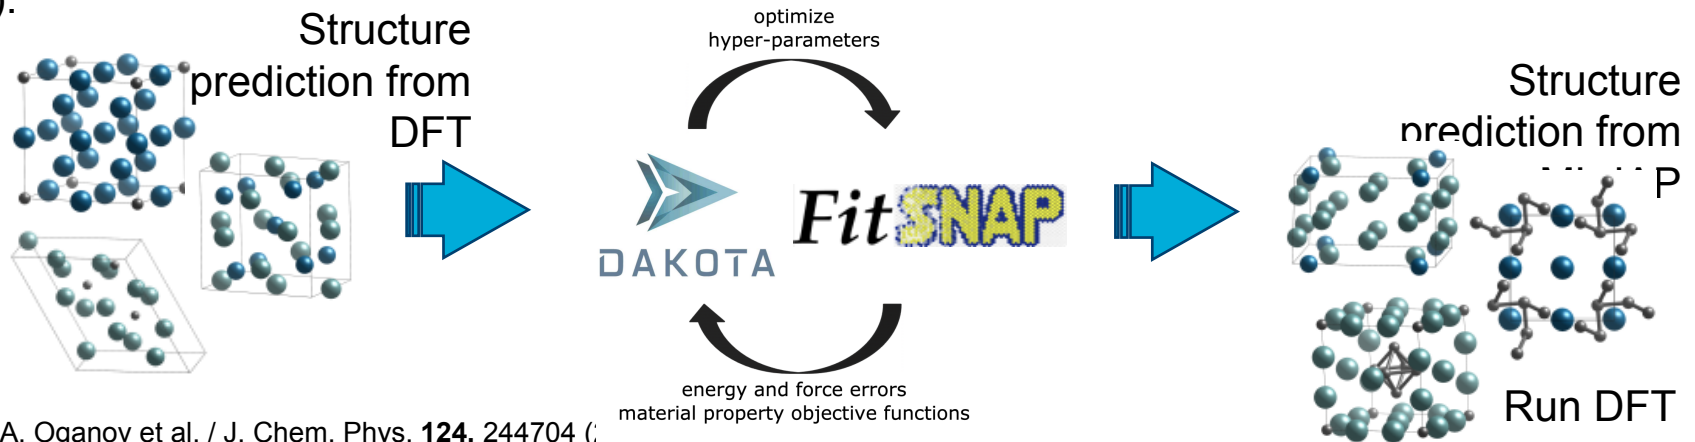 Structure
prediction from
DFT
optimize
hyper-parameters
DAKOTA
FitSNAP
energy and force errors
material property objective functions
Structure
prediction from
P
Run DFT
A. Oganov et al. / J. Chem. Phys. 124, 244704 (